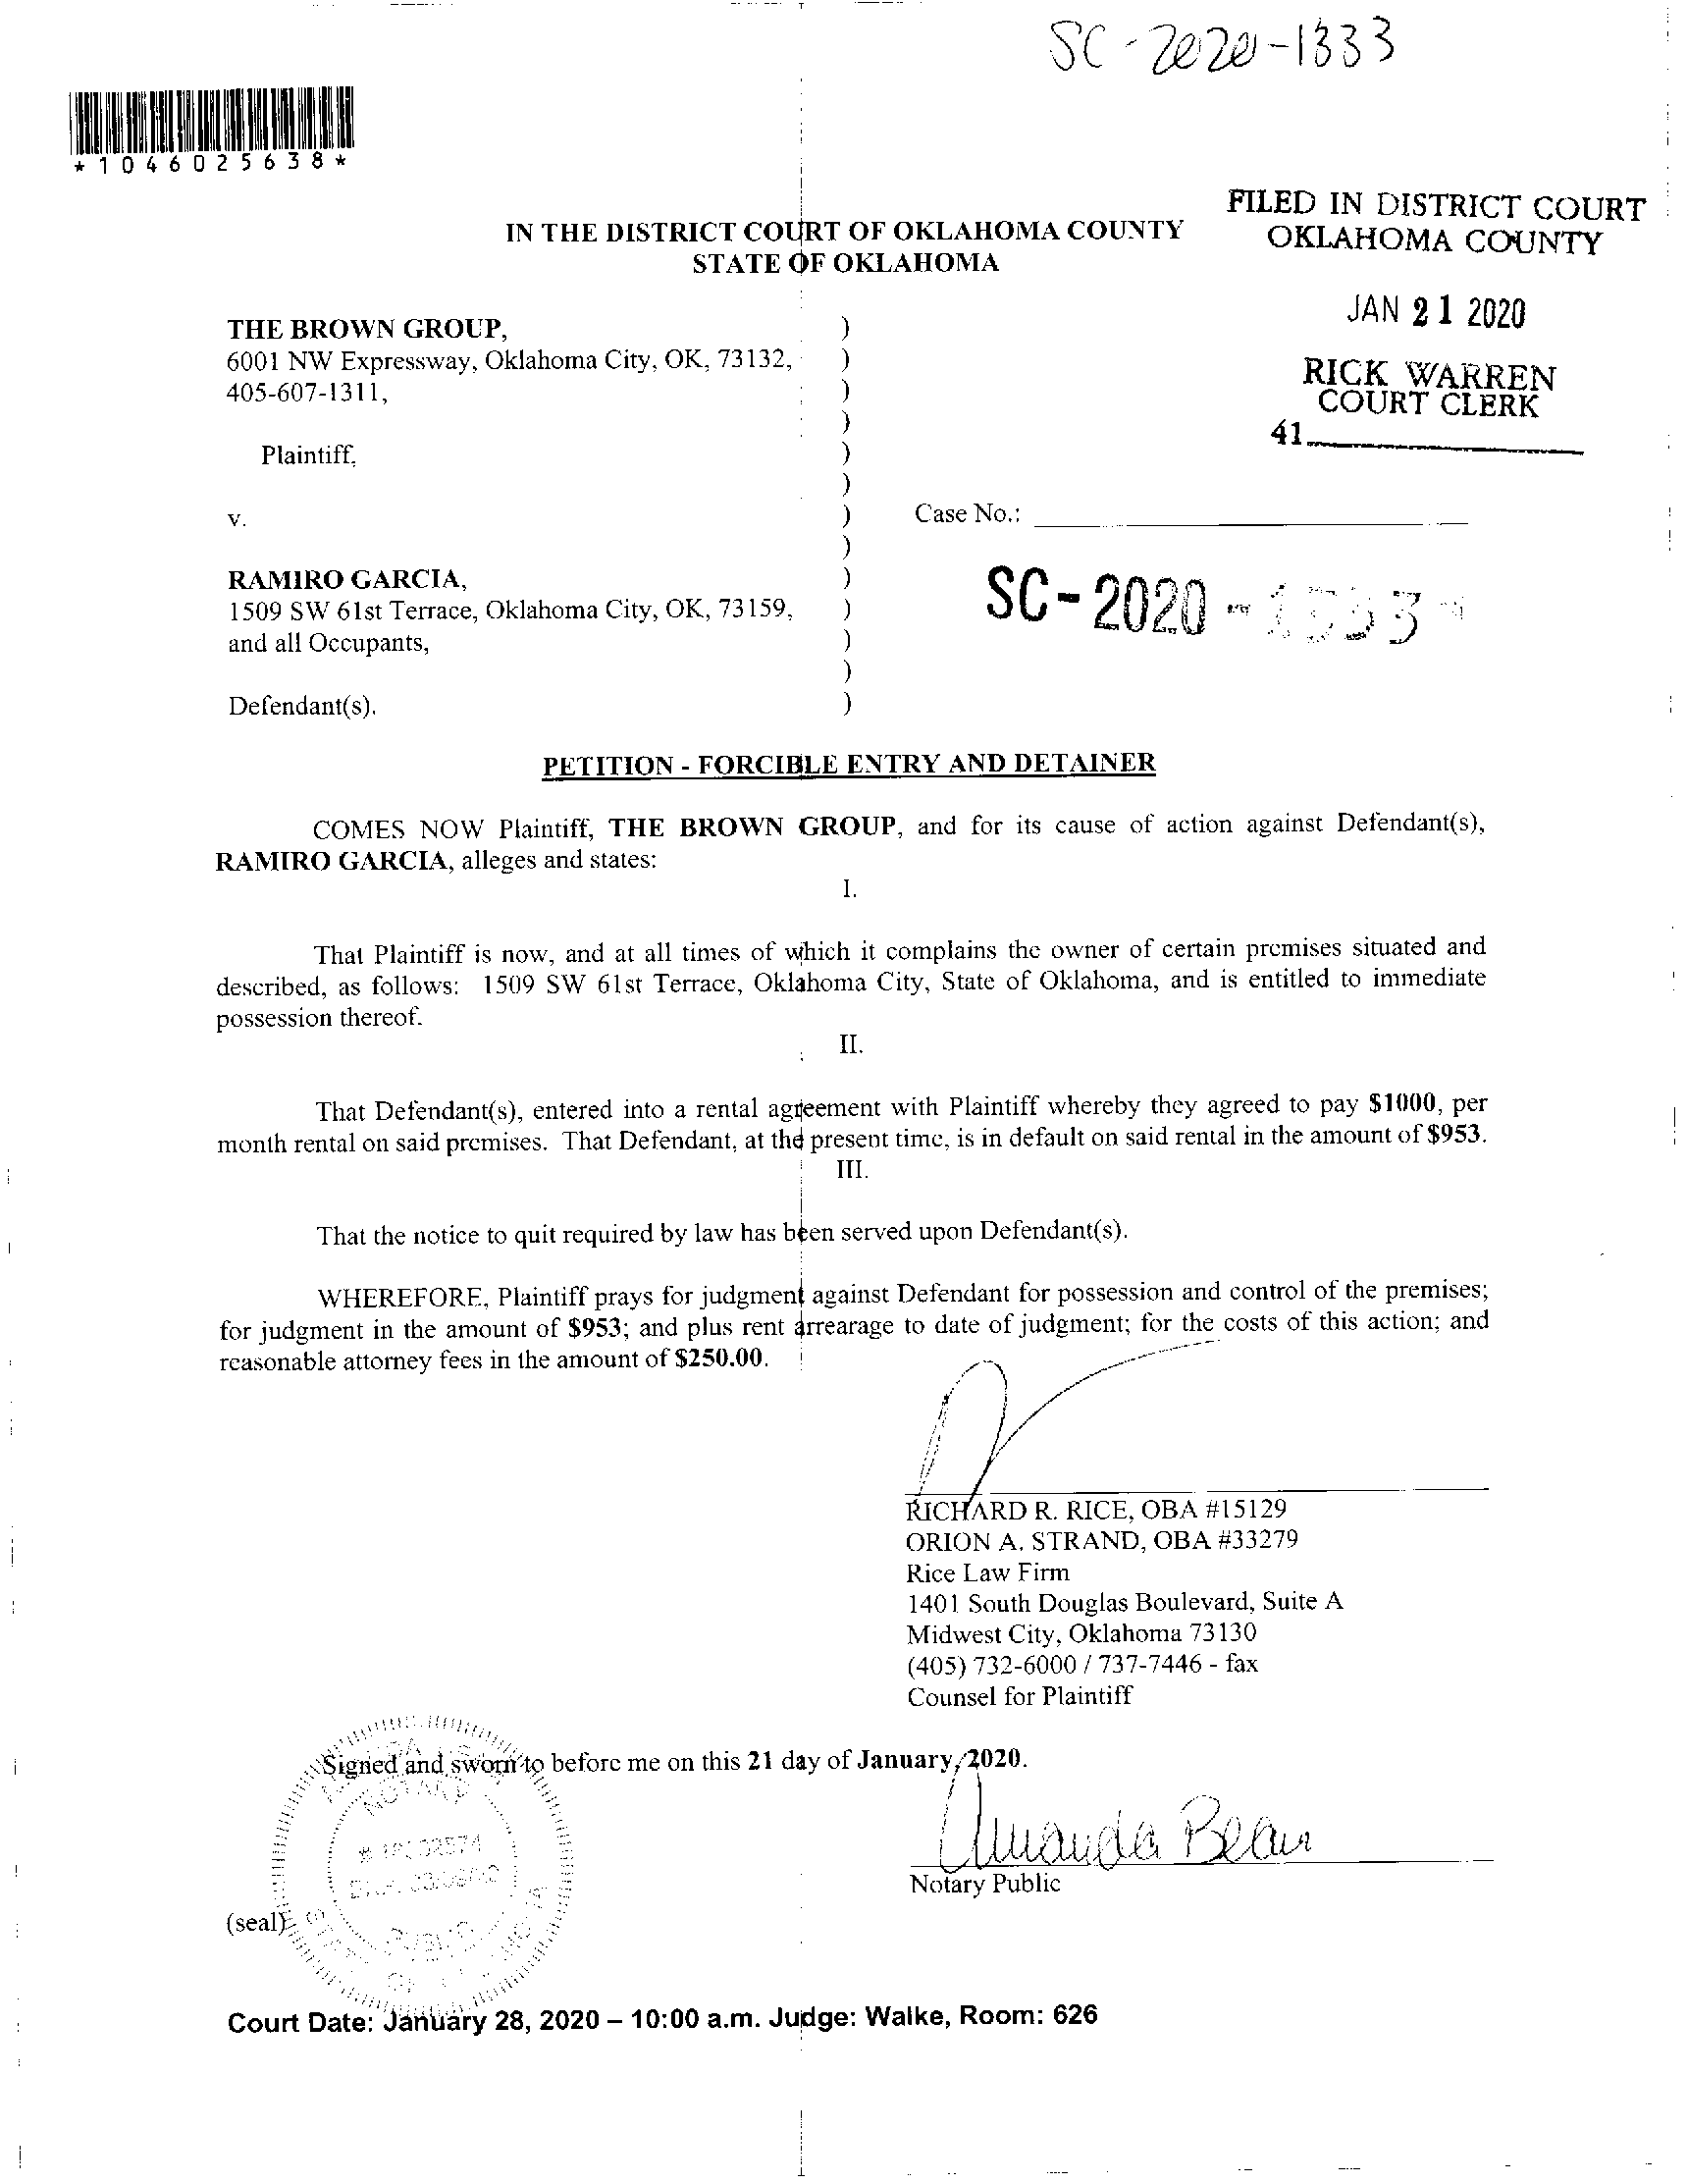 SC-2020-1333
*1046025638*
FILED IN DISTRICT COURT
OKLAHOMA COUNTY
IN THE DISTRICT COURT OF OKLAHOMA COUNTY
STATE OF OKLAHOMA
JAN 21 2020
RICK WARREN
COURT CLERK
41
THE BROWN GROUP, )
6001 NW Expressway, Oklahoma City, OK, 73132, )
405-607-1311, )
)
Plaintiff, )
)
v. ) Case No.:
)
RAMIRO GARCIA, )
1509 SW 61st Terrace, Oklahoma City, OK, 73159, )
and all Occupants, )
)
Defendant(s). )
SC-2020-
PETITION - FORCIBLE ENTRY AND DETAINER
COMES NOW Plaintiff, THE BROWN GROUP, and for its cause of action against Defendant(s),
RAMIRO GARCIA, alleges and states:
I.
That Plaintiff is now, and at all times of which it complains the owner of certain premises situated and
described, as follows: 1509 SW 61st Terrace, Oklahoma City, State of Oklahoma, and is entitled to immediate
possession thereof.
II.
That Defendant(s), entered into a rental agreement with Plaintiff whereby they agreed to pay $1000, per
month rental on said premises. That Defendant, at the present time, is in default on said rental in the amount of $953.
III.
That the notice to quit required by law has been served upon Defendant(s).
WHEREFORE, Plaintiff prays for judgment against Defendant for possession and control of the premises;
for judgment in the amount of $953; and plus rent arrearage to date of judgment; for the costs of this action; and
reasonable attorney fees in the amount of $250.00.
RICHARD R. RICE, OBA #15129
ORION A. STRAND, OBA #33279
Rice Law Firm
1401 South Douglas Boulevard, Suite A
Midwest City, Oklahoma 73130
(405) 732-6000 / 737-7446 - fax
Counsel for Plaintiff
Signed and sworn to before me on this 21 day of January, 2020.
NOTARY
Amanda Bean
Notary Public
(seal)
Court Date: January 28, 2020 – 10:00 a.m. Judge: Walke, Room: 626